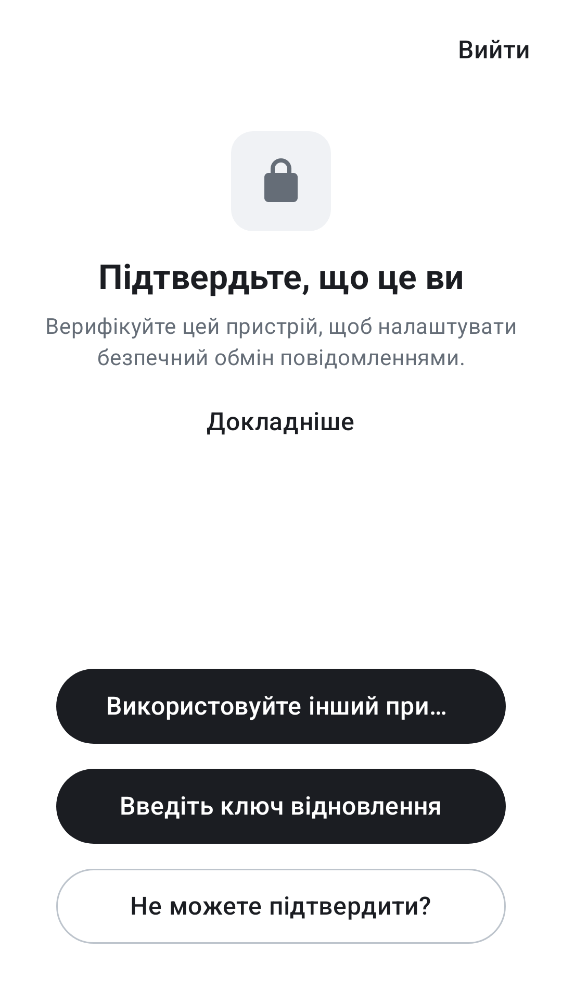 Вийти
Підтвердьте, що це ви
Верифікуйте цей пристрій, щоб налаштувати
безпечний обмін повідомленнями.
Докладніше
Використовуйте інший при…
Введіть ключ відновлення
Не можете підтвердити?